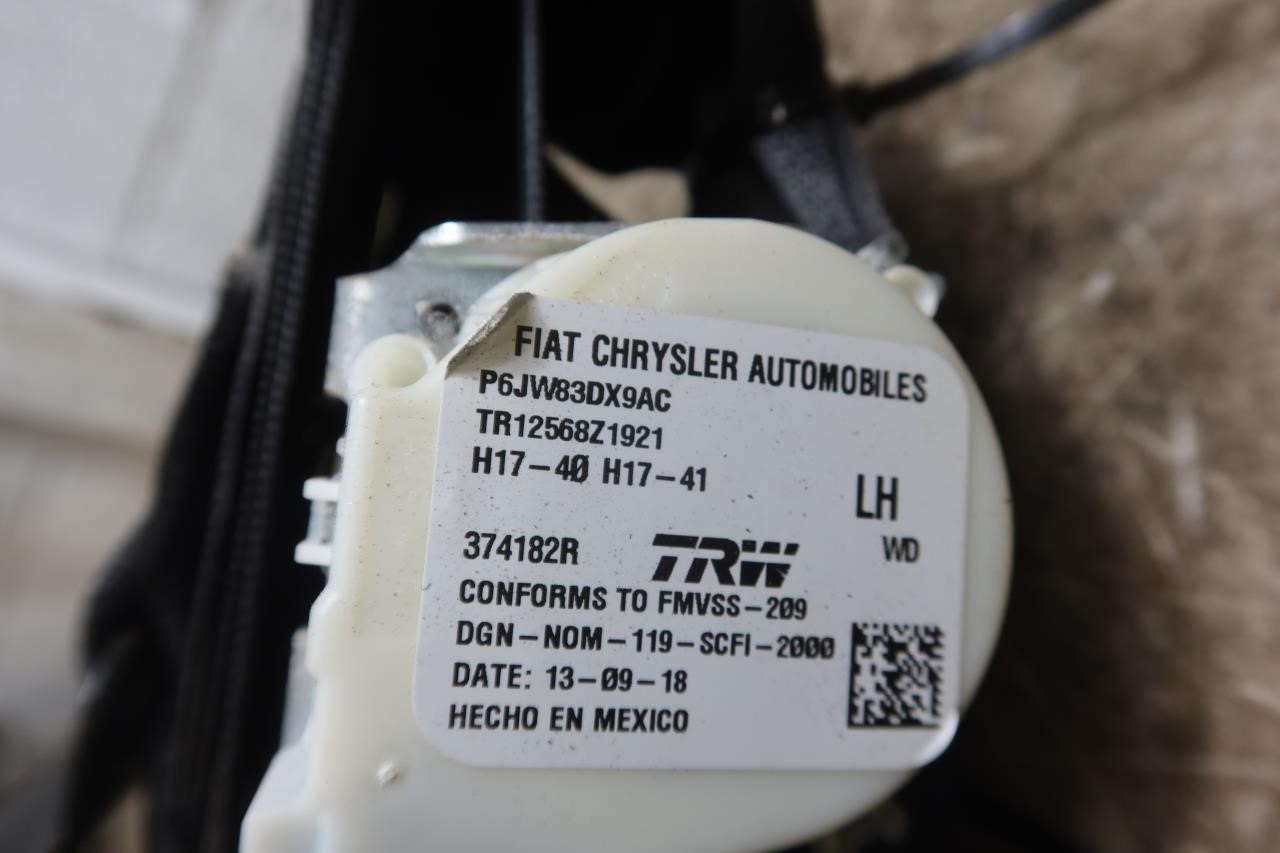 FIAT CHRYSLER AUTOMOBILES
P6JW83DX9AC
TR12568Z1921
H17-40 H17-41
LH
374182R TRW WD
CONFORMS TO FMVSS-209
DGN-NOM-119-SCFI-2000
DATE: 13-09-18
HECHO EN MEXICO